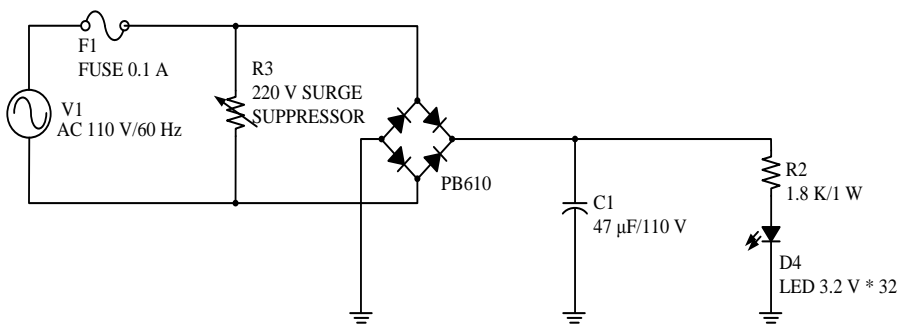 F1
FUSE 0.1 A
V1
AC 110 V/60 Hz
R3
220 V SURGE
SUPPRESSOR
PB610
C1
47 μF/110 V
R2
1.8 K/1 W
D4
LED 3.2 V * 32